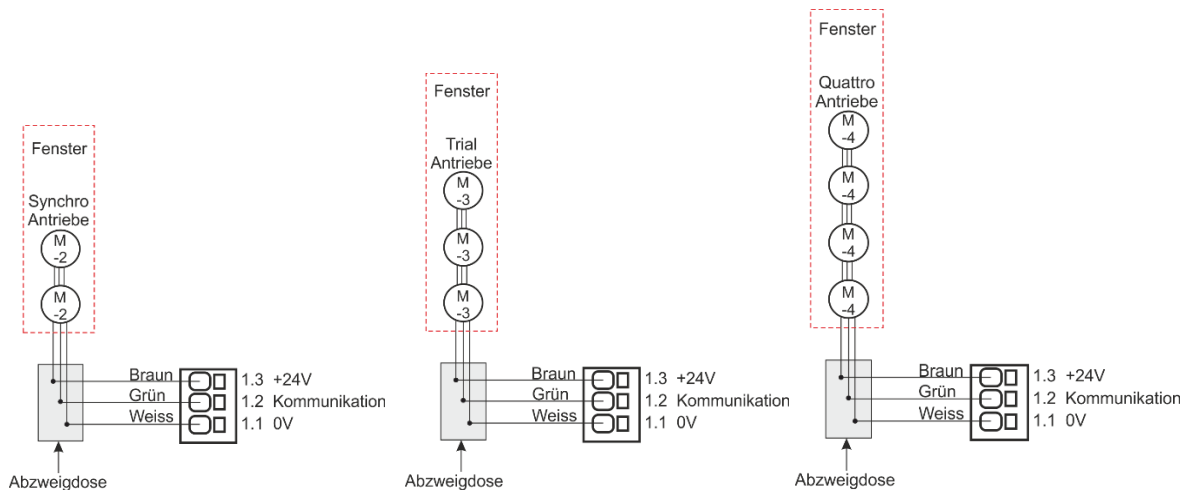 Fenster
Synchro
Antriebe
M
-2
M
-2
Braun
1.3 +24V
Grün
1.2 Kommunikation
Weiss
1.1 0V
Abzweigdose
Fenster
Trial
Antriebe
M
-3
M
-3
M
-3
Braun
1.3 +24V
Grün
1.2 Kommunikation
Weiss
1.1 0V
Abzweigdose
Fenster
Quattro
Antriebe
M
-4
M
-4
M
-4
M
-4
Braun
1.3 +24V
Grün
1.2 Kommunikation
Weiss
1.1 0V
Abzweigdose